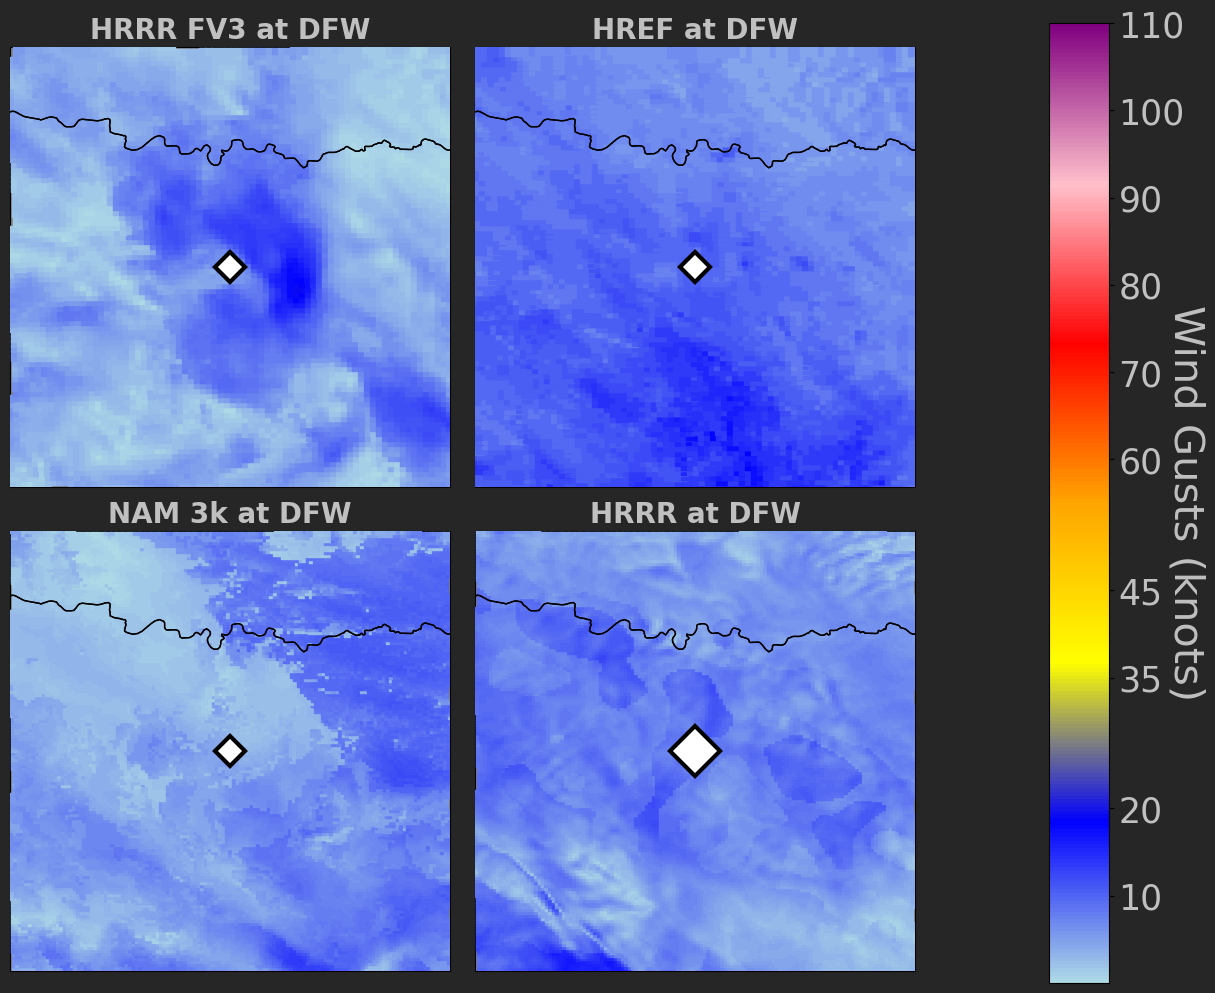 HRRR FV3 at DFW
HREF at DFW
NAM 3k at DFW
HRRR at DFW
110
100
90
80
70
60
45
35
20
10
Wind Gusts (knots)